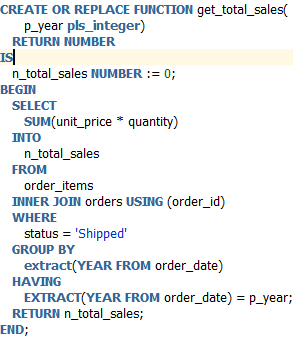 CREATE OR REPLACE FUNCTION get_total_sales(
p_year pls_integer)
RETURN NUMBER
IS
n_total_sales NUMBER := 0;
BEGIN
SELECT
SUM(unit_price * quantity)
INTO
n_total_sales
FROM
order_items
INNER JOIN orders USING (order_id)
WHERE
status = 'Shipped'
GROUP BY
extract(YEAR FROM order_date)
HAVING
EXTRACT(YEAR FROM order_date) = p_year;
RETURN n_total_sales;
END;